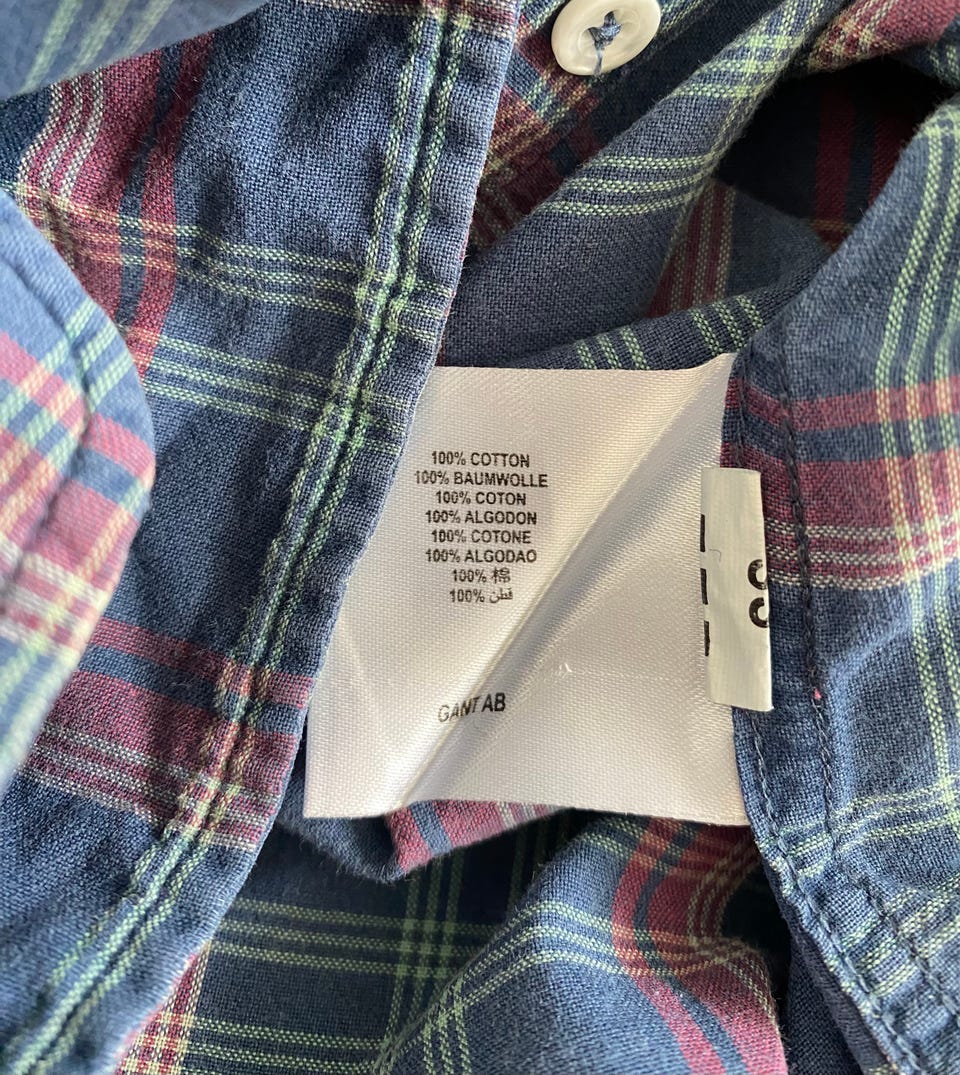 100% COTTON
100% BAUMWOLLE
100% COTON
100% ALGODON
100% COTONE
100% ALGODAO
100% 棉
100% قطن
GANT AB
S